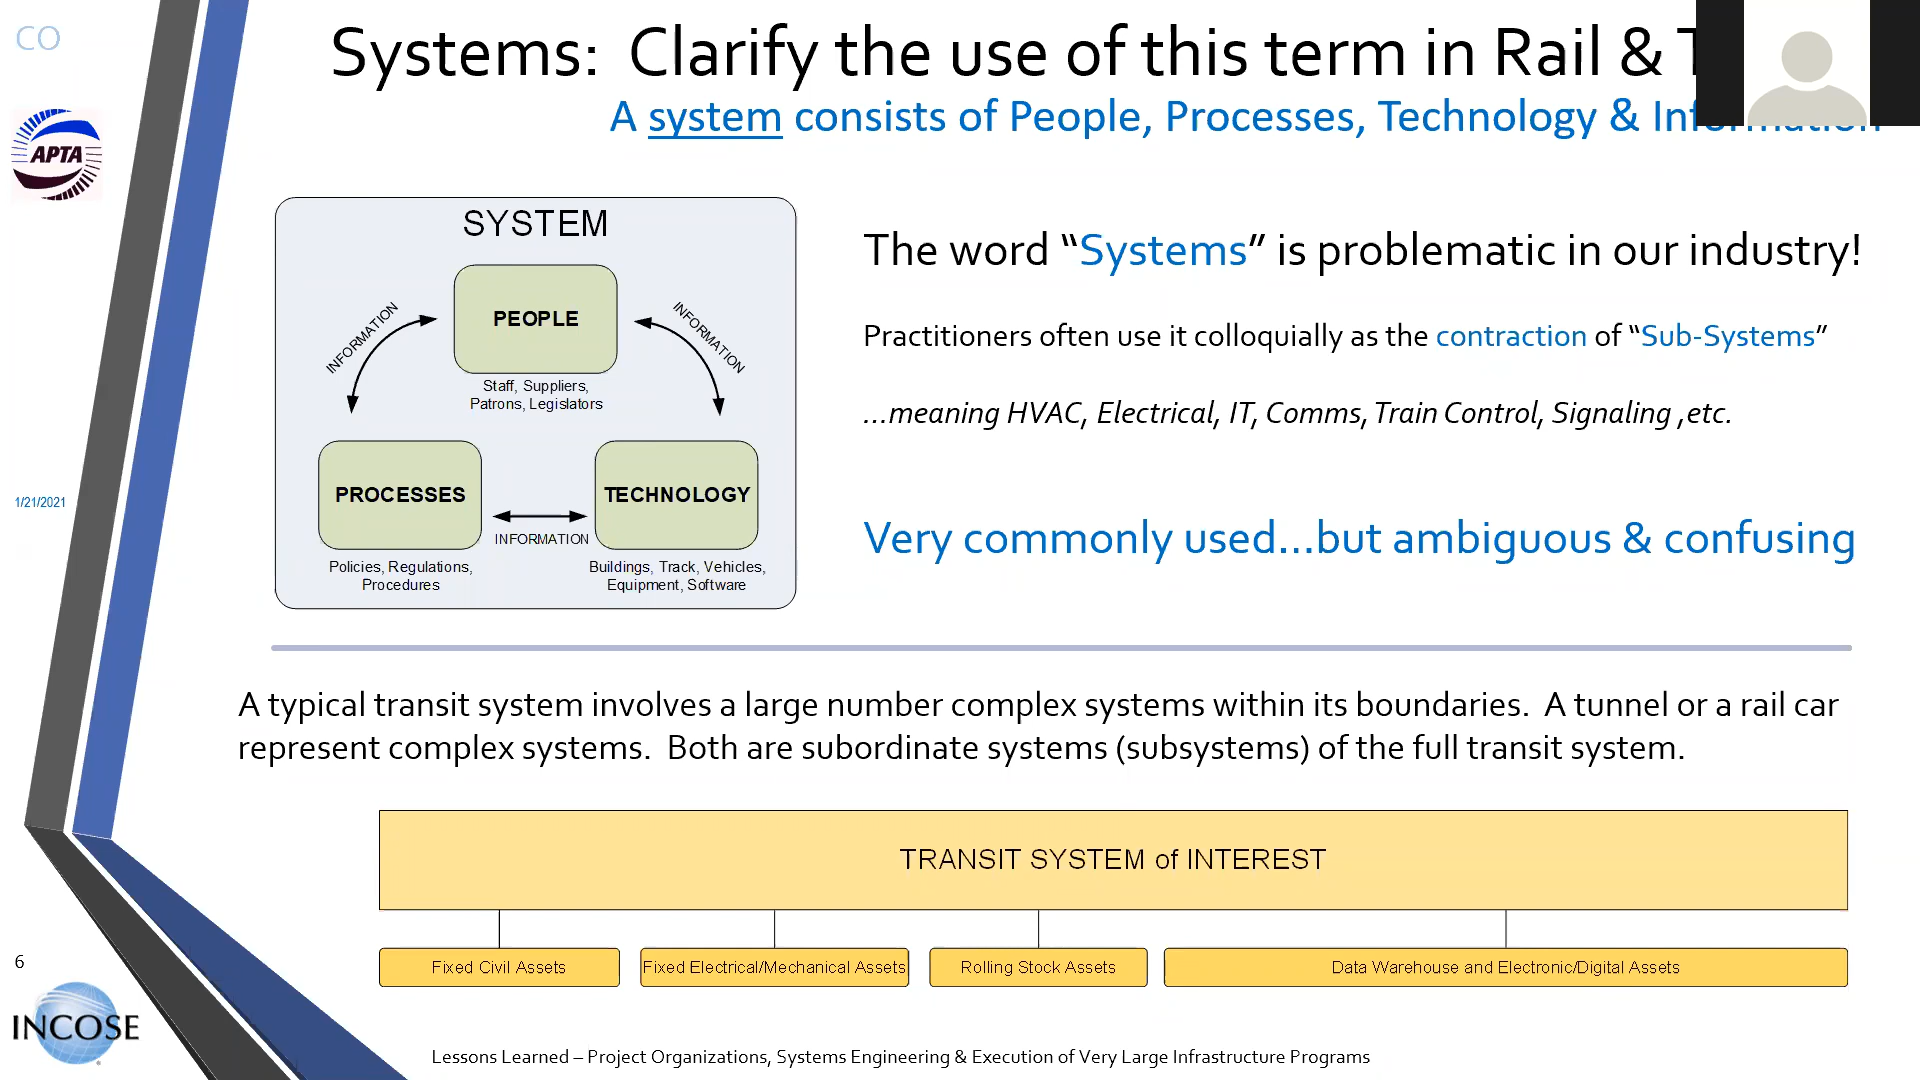 CO
Systems: Clarify the use of this term in Rail &
A system consists of People, Processes, Technology & Information
APTA
SYSTEM
PEOPLE
INFORMATION
INFORMATION
Staff, Suppliers,
Patrons, Legislators
PROCESSES
TECHNOLOGY
INFORMATION
Policies, Regulations,
Procedures
Buildings, Track, Vehicles,
Equipment, Software
The word “Systems” is problematic in our industry!
Practitioners often use it colloquially as the contraction of “Sub-Systems”
...meaning HVAC, Electrical, IT, Comms, Train Control, Signaling ,etc.
Very commonly used...but ambiguous & confusing
1/21/2021
A typical transit system involves a large number complex systems within its boundaries. A tunnel or a rail car
represent complex systems. Both are subordinate systems (subsystems) of the full transit system.
TRANSIT SYSTEM of INTEREST
Fixed Civil Assets
Fixed Electrical/Mechanical Assets
Rolling Stock Assets
Data Warehouse and Electronic/Digital Assets
6
INCOSE
Lessons Learned – Project Organizations, Systems Engineering & Execution of Very Large Infrastructure Programs